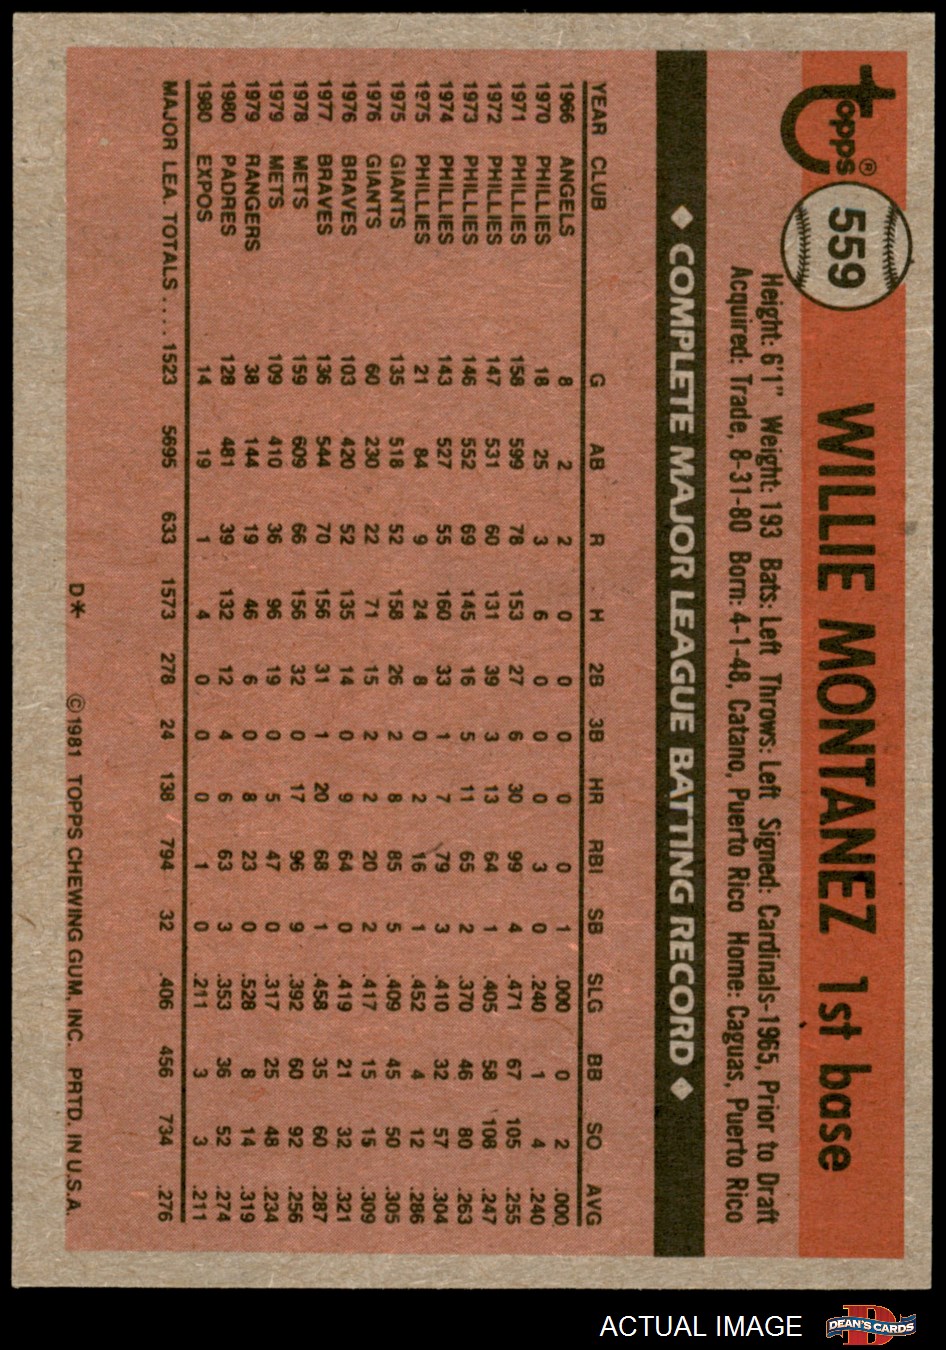 topps®
559
WILLIE MONTANEZ 1st base
Height: 6'1" Weight: 193 Bats: Left Throws: Left Signed: Cardinals-1965, Prior to Draft
Acquired: Trade, 8-31-80 Born: 4-1-48, Catano, Puerto Rico Home: Caguas, Puerto Rico
◆ COMPLETE MAJOR LEAGUE BATTING RECORD ◆
YEAR CLUB G AB R H 2B 3B HR RBI SB SLG BB SO AVG
1966 ANGELS 8 2 2 0 0 0 0 0 1 .000 0 2 .000
1970 PHILLIES 18 25 3 6 0 0 0 3 0 .240 1 4 .240
1971 PHILLIES 158 599 78 153 27 6 30 99 4 .471 67 105 .255
1972 PHILLIES 147 531 60 131 39 3 13 64 1 .405 58 108 .247
1973 PHILLIES 146 552 69 145 16 5 11 65 2 .370 46 80 .263
1974 PHILLIES 143 527 55 160 33 1 7 79 3 .410 32 57 .304
1975 PHILLIES 21 84 9 24 8 0 2 16 1 .452 4 12 .286
1975 GIANTS 135 518 52 158 26 2 8 85 5 .409 45 50 .305
1976 GIANTS 60 230 22 71 15 2 2 20 2 .417 15 15 .309
1976 BRAVES 103 420 52 135 14 0 9 64 0 .419 21 32 .321
1977 BRAVES 136 544 70 156 31 1 20 68 1 .458 35 60 .287
1978 METS 159 609 66 156 32 0 17 96 9 .392 60 92 .256
1979 METS 109 410 36 96 19 0 5 47 0 .317 25 48 .234
1979 RANGERS 38 144 19 46 6 0 8 23 0 .528 8 14 .319
1980 PADRES 128 481 39 132 12 4 6 63 3 .353 36 52 .274
1980 EXPOS 14 19 1 4 0 0 0 1 0 .211 3 3 .211
MAJOR LEA. TOTALS .... 1523 5695 633 1573 278 24 138 794 32 .406 456 734 .276
D* ©1981 TOPPS CHEWING GUM, INC. PRTD. IN U.S.A.
ACTUAL IMAGE
DEAN'S CARDS